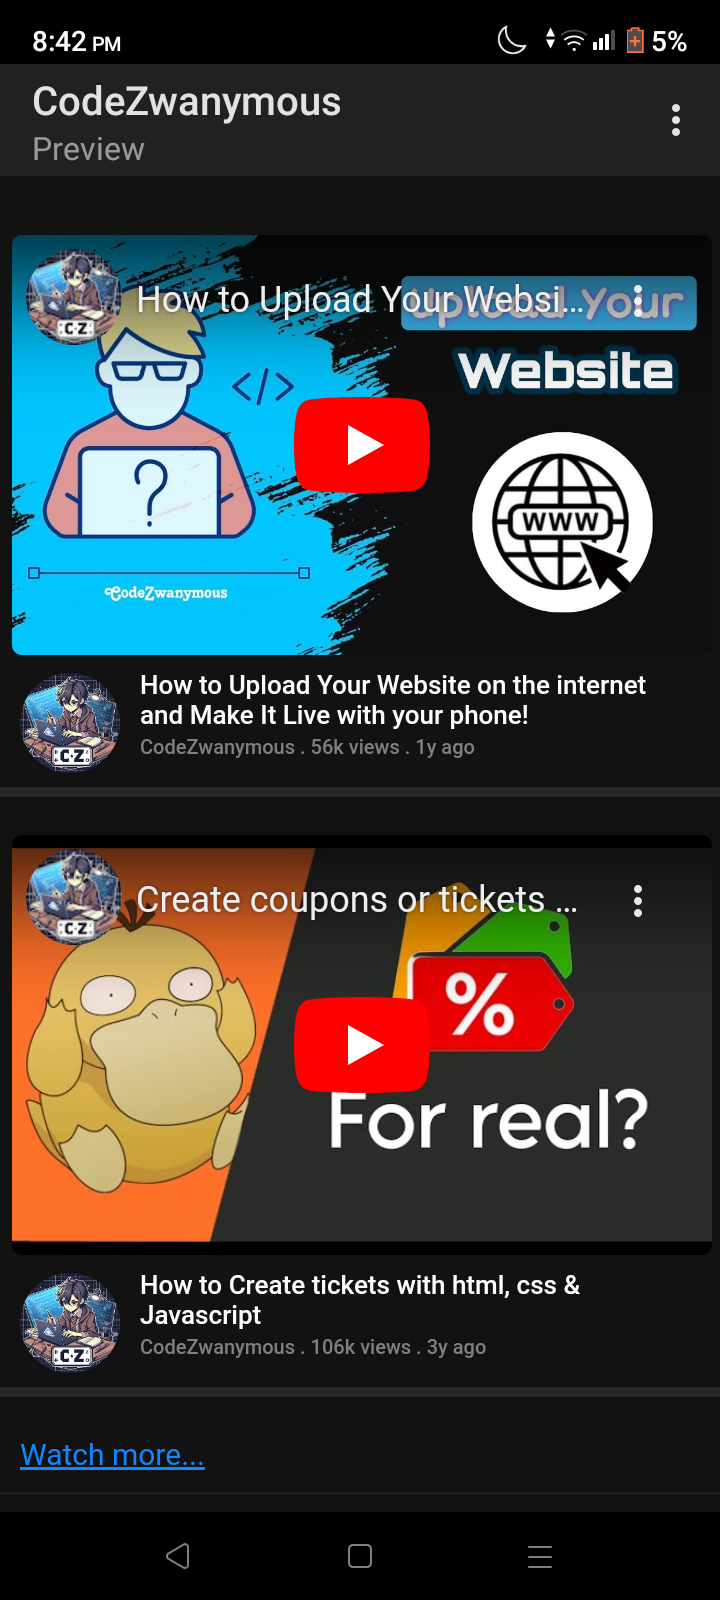 8:42 PM
5%
CodeZwanymous
Preview
How to Upload Your Websi...
Upload Your
Website
</>
?
WWW
CodeZwanymous
C-Z
How to Upload Your Website on the internet
and Make It Live with your phone!
CodeZwanymous . 56k views . 1y ago
C-Z
Create coupons or tickets ...
C-Z
%
For real?
How to Create tickets with html, css &
Javascript
CodeZwanymous . 106k views . 3y ago
C-Z
Watch more...